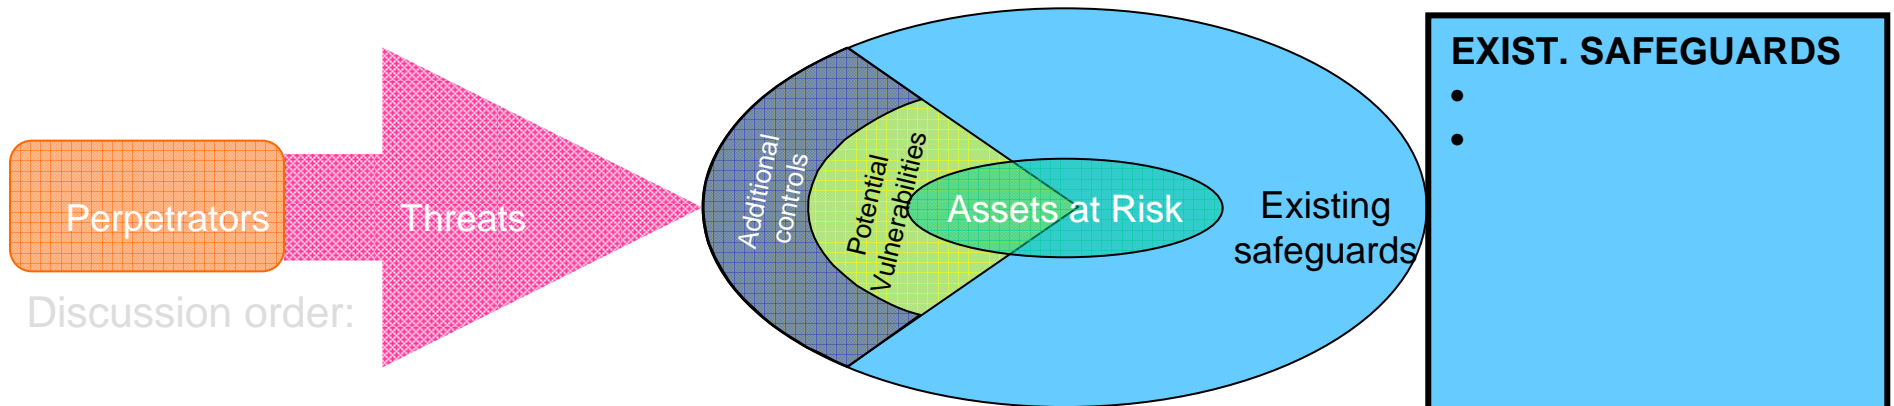 Perpetrators
Threats
Additional
controls
Potential
Vulnerabilities
Assets at Risk
Existing
safeguards
EXIST. SAFEGUARDS
•
•
Discussion order: